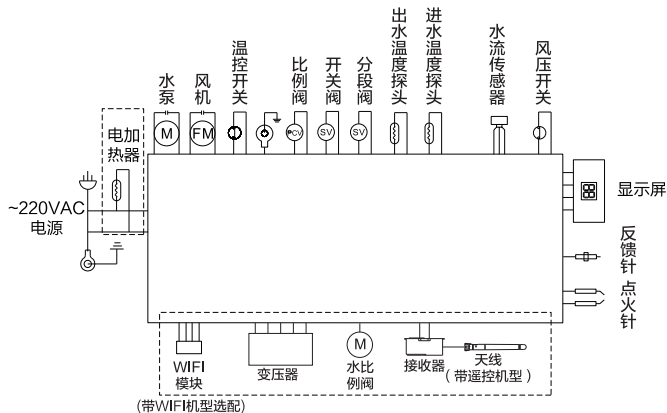 水泵
风机
温控开关
比例阀
开关阀
分段阀
出水温度探头
进水温度探头
水流传感器
风压开关
M
FM
PCV
SV
SV
电加
热器
~220VAC
电源
显示屏
反馈针
点火针
WIFI
模块
变压器
M
水比
例阀
接收器
天线
(带遥控机型)
(带WIFI机型选配)